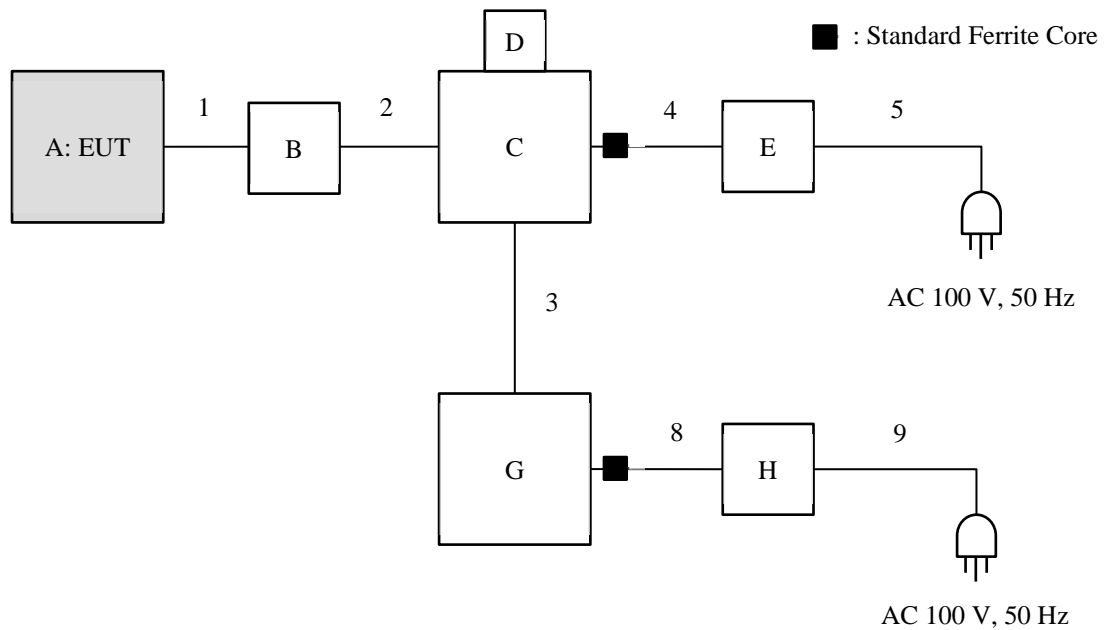 D
: Standard Ferrite Core
1
2
4
5
A: EUT
B
C
E
AC 100 V, 50 Hz
3
8
9
G
H
AC 100 V, 50 Hz